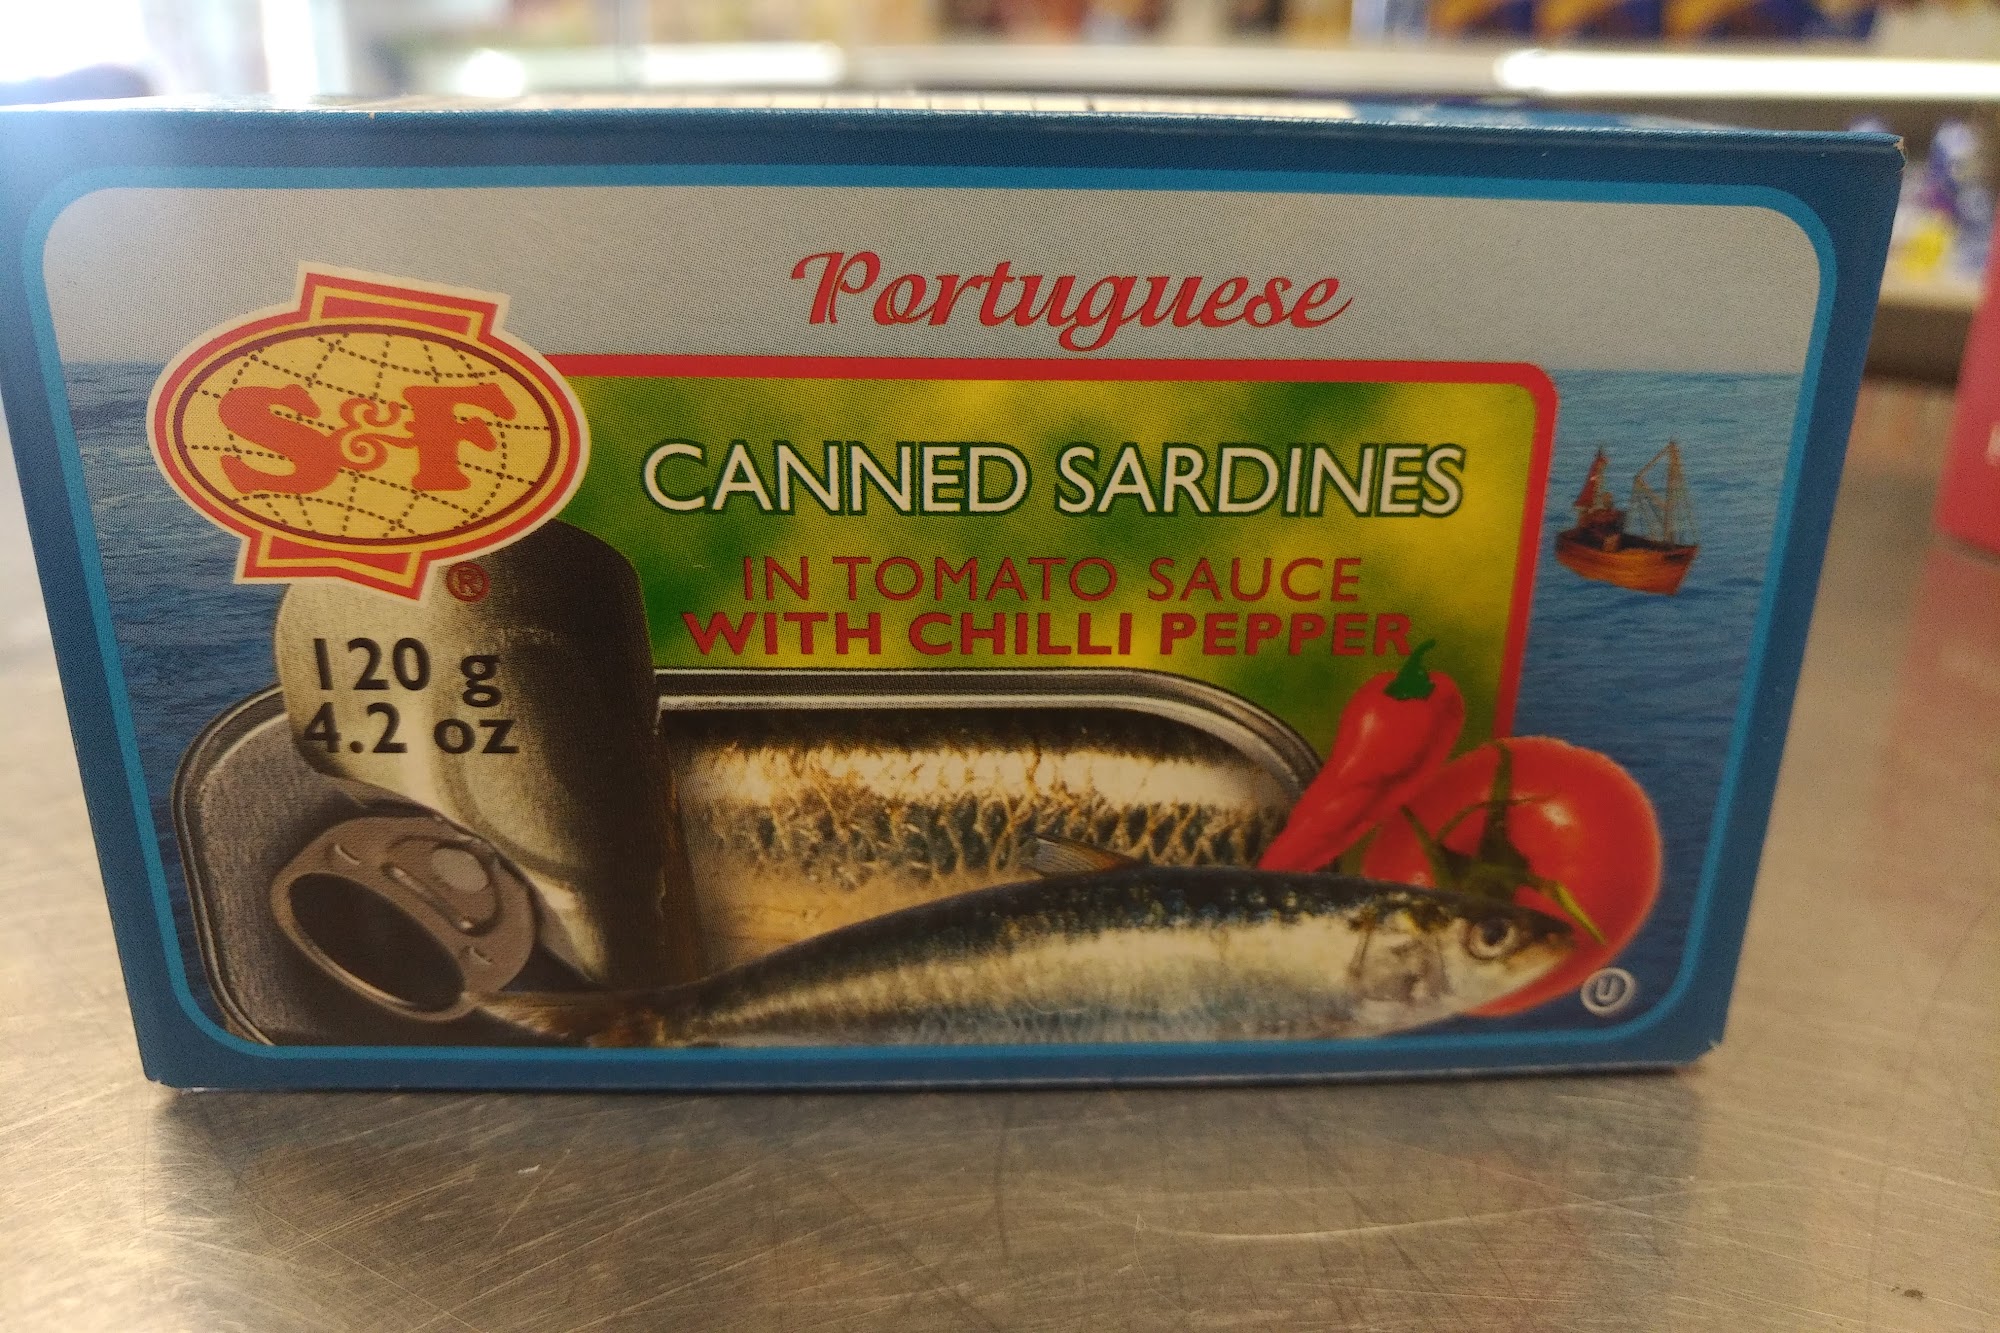 Portuguese
S&F
®
CANNED SARDINES
IN TOMATO SAUCE
WITH CHILLI PEPPER
120 g
4.2 oz
U